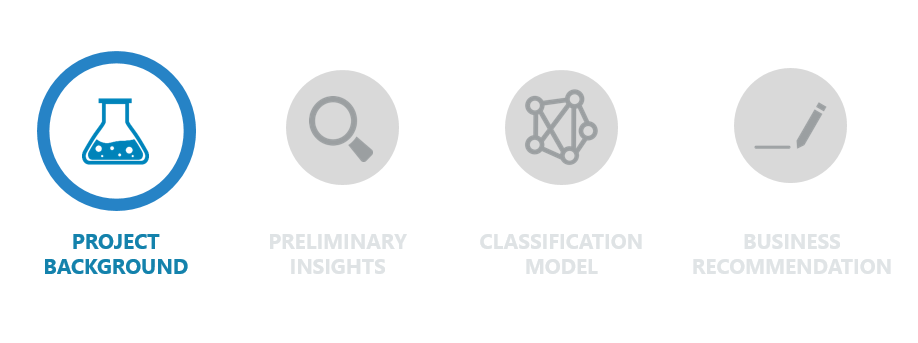 PROJECT
BACKGROUND
PRELIMINARY
INSIGHTS
CLASSIFICATION
MODEL
BUSINESS
RECOMMENDATION